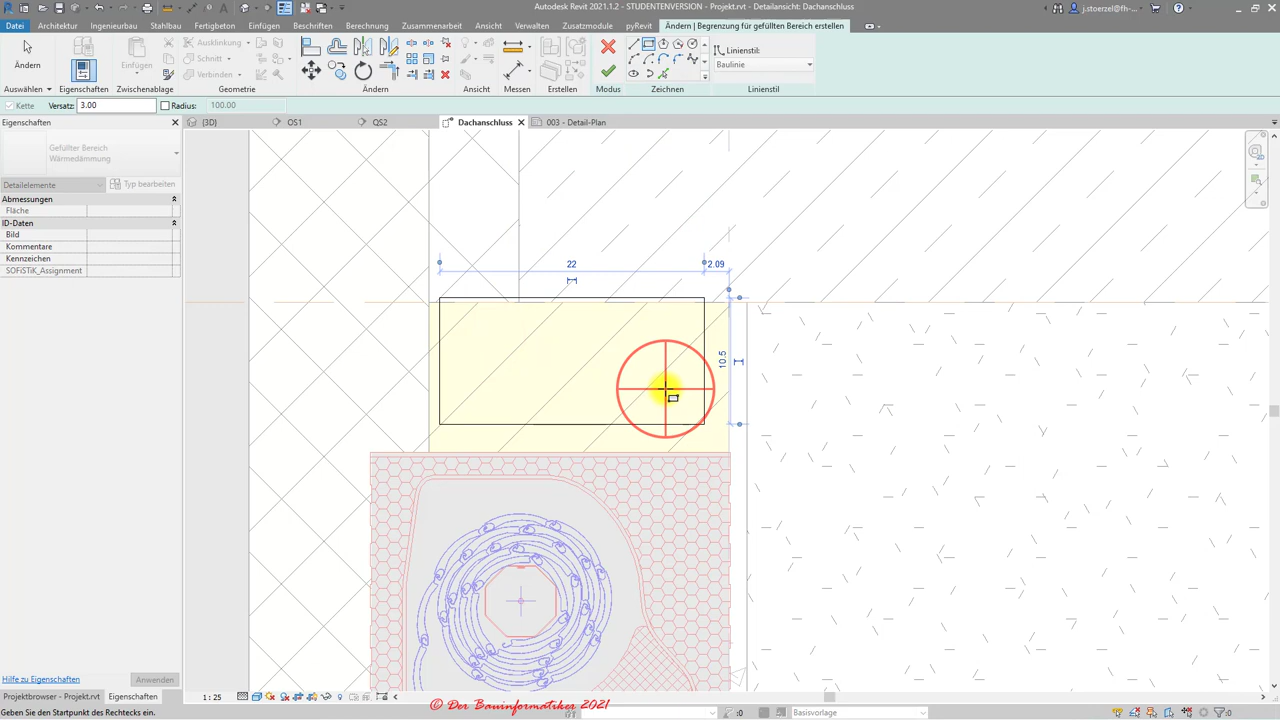 Autodesk Revit 2021.1.2 - STUDENTENVERSION - Projekt.rvt - Detailansicht: Dachanschluss
j.stoerzel@fh-...
Datei Architektur Ingenieurbau Stahlbau Fertigteile Einfügen Beschriften Berechnung Zusammenarbeit Ansicht Verwalten Zusatzmodule pyRevit Ändern | Begrenzung für gefüllten Bereich erstellen
Ändern
Einfügen
Ausklinkung
Schnitt
Verbinden
Linienstil:
Baulinie
Auswählen Eigenschaften Zwischenablage Geometrie Ändern Ansicht Messen Erstellen Modus Zeichnen Linienstil
Kette Versatz: 3.00 Radius: 100.00
Eigenschaften
{3D} OS1 QS2 Dachanschluss 003 - Detail-Plan
Gefüllter Bereich
Wärmedämmung
Detailelemente Typ bearbeiten
Abmessungen
Fläche
ID-Daten
Bild
Kommentare
Kennzeichen
SOFiSTiK_Assignment
22
2.09
10.5
Hilfe zu Eigenschaften Anwenden
Projektbrowser - Projekt.rvt Eigenschaften
1 : 25
© Der Bauinformatiker 2021
Geben Sie den Startpunkt des Rechtecks ein.
:0
Basisvorlage
:0